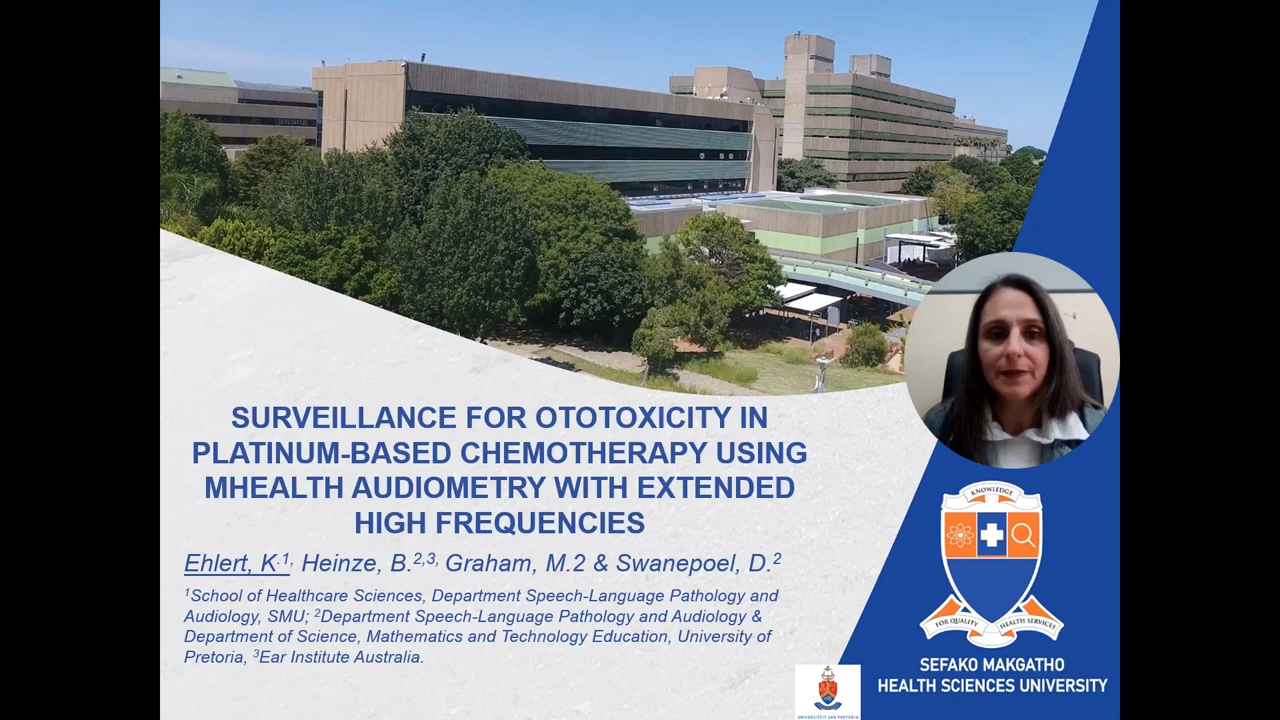 SURVEILLANCE FOR OTOTOXICITY IN
PLATINUM-BASED CHEMOTHERAPY USING
MHEALTH AUDIOMETRY WITH EXTENDED
HIGH FREQUENCIES
Ehlert, K.¹, Heinze, B.²,³, Graham, M.2 & Swanepoel, D.²
¹School of Healthcare Sciences, Department Speech-Language Pathology and
Audiology, SMU; ²Department Speech-Language Pathology and Audiology &
Department of Science, Mathematics and Technology Education, University of
Pretoria, ³Ear Institute Australia.
KNOWLEDGE
FOR QUALITY
HEALTH SERVICES
SEFAKO MAKGATHO
HEALTH SCIENCES UNIVERSITY
UNIVERSITEIT VAN PRETORIA